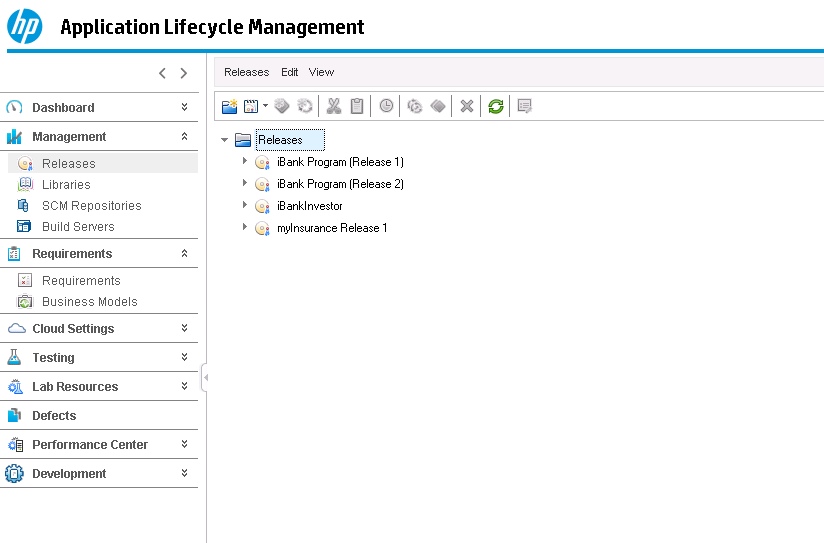 hp
Application Lifecycle Management
Releases Edit View
Dashboard
Management
Releases
Libraries
SCM Repositories
Build Servers
Requirements
Requirements
Business Models
Cloud Settings
Testing
Lab Resources
Defects
Performance Center
Development
Releases
iBank Program (Release 1)
iBank Program (Release 2)
iBankInvestor
myInsurance Release 1